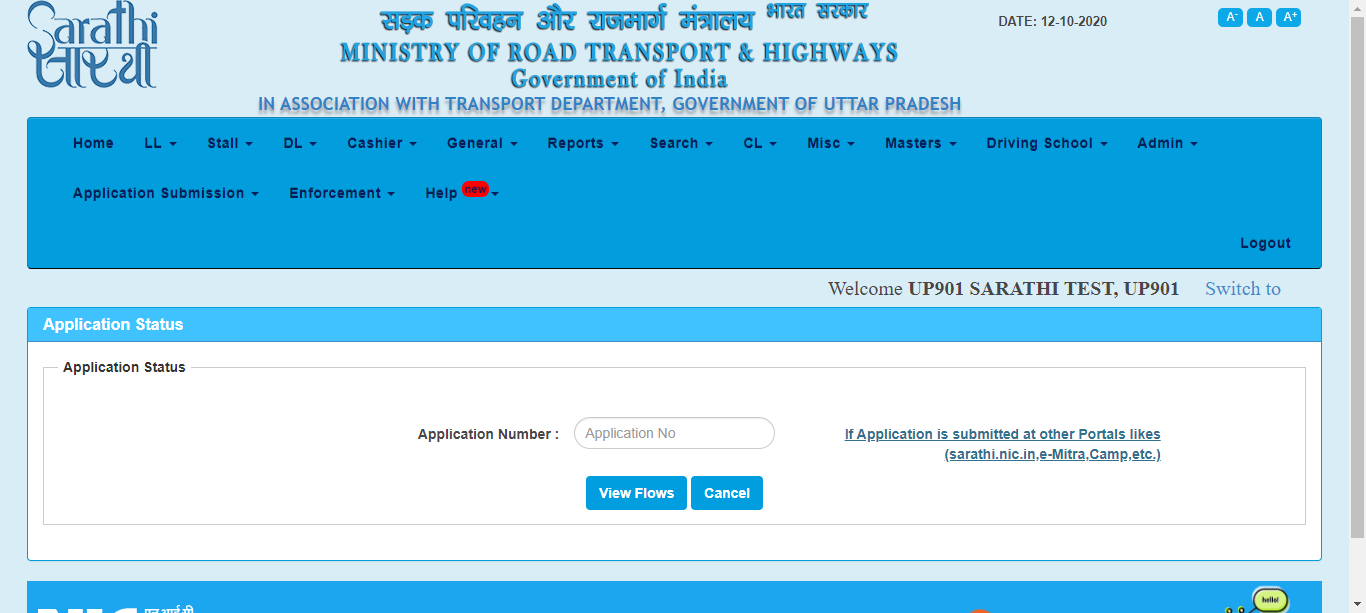 Sarathi
सारथी
सड़क परिवहन और राजमार्ग मंत्रालय भारत सरकार
MINISTRY OF ROAD TRANSPORT & HIGHWAYS
Government of India
IN ASSOCIATION WITH TRANSPORT DEPARTMENT, GOVERNMENT OF UTTAR PRADESH
DATE: 12-10-2020
A- A A+
Home LL Stall DL Cashier General Reports Search CL Misc Masters Driving School Admin
Application Submission Enforcement Help new
Logout
Welcome UP901 SARATHI TEST, UP901 Switch to
Application Status
Application Status
Application Number : Application No
If Application is submitted at other Portals likes
(sarathi.nic.in,e-Mitra,Camp,etc.)
View Flows Cancel
hello!